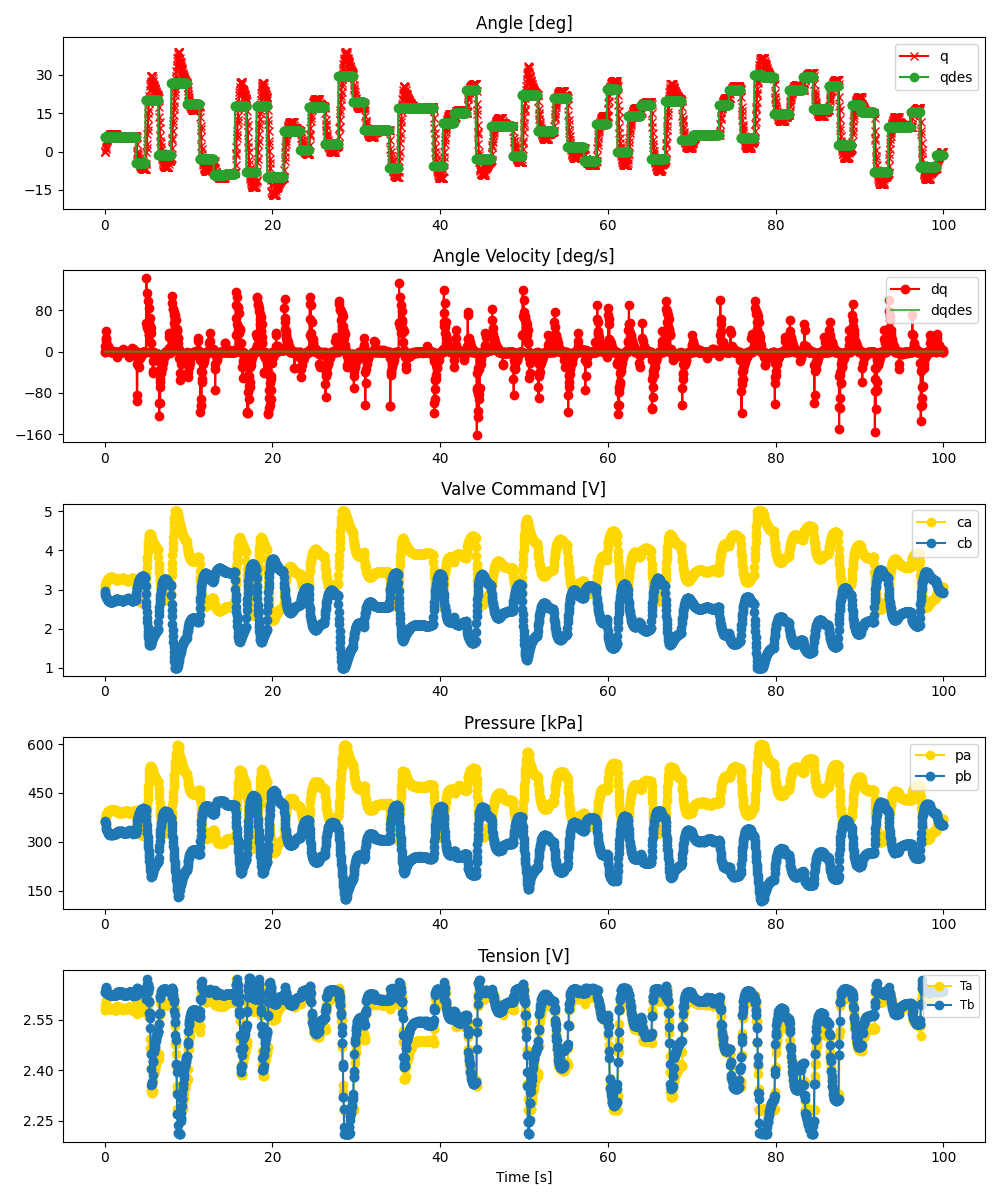 Angle [deg]
30
15
0
−15
q
qdes
0 20 40 60 80 100
Angle Velocity [deg/s]
80
0
−80
−160
dq
dqdes
0 20 40 60 80 100
Valve Command [V]
5
4
3
2
1
ca
cb
0 20 40 60 80 100
Pressure [kPa]
600
450
300
150
pa
pb
0 20 40 60 80 100
Tension [V]
2.55
2.40
2.25
Ta
Tb
0 20 40 60 80 100
Time [s]